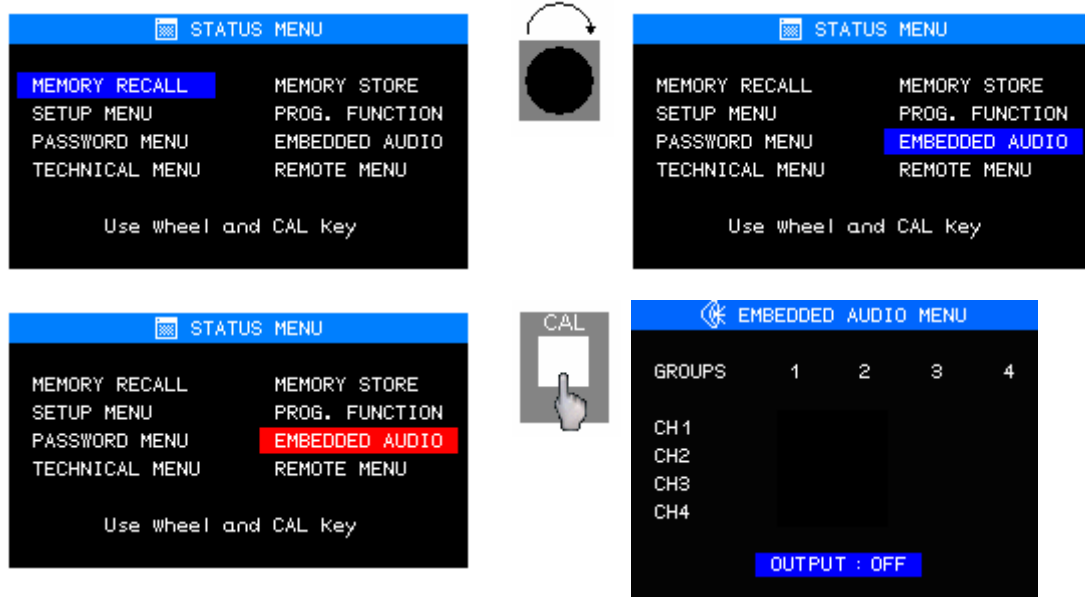 STATUS MENU
MEMORY RECALL MEMORY STORE
SETUP MENU PROG. FUNCTION
PASSWORD MENU EMBEDDED AUDIO
TECHNICAL MENU REMOTE MENU
Use Wheel and CAL Key
STATUS MENU
MEMORY RECALL MEMORY STORE
SETUP MENU PROG. FUNCTION
PASSWORD MENU EMBEDDED AUDIO
TECHNICAL MENU REMOTE MENU
Use Wheel and CAL Key
STATUS MENU
MEMORY RECALL MEMORY STORE
SETUP MENU PROG. FUNCTION
PASSWORD MENU EMBEDDED AUDIO
TECHNICAL MENU REMOTE MENU
Use Wheel and CAL Key
CAL
EMBEDDED AUDIO MENU
GROUPS 1 2 3 4
CH1
CH2
CH3
CH4
OUTPUT : OFF